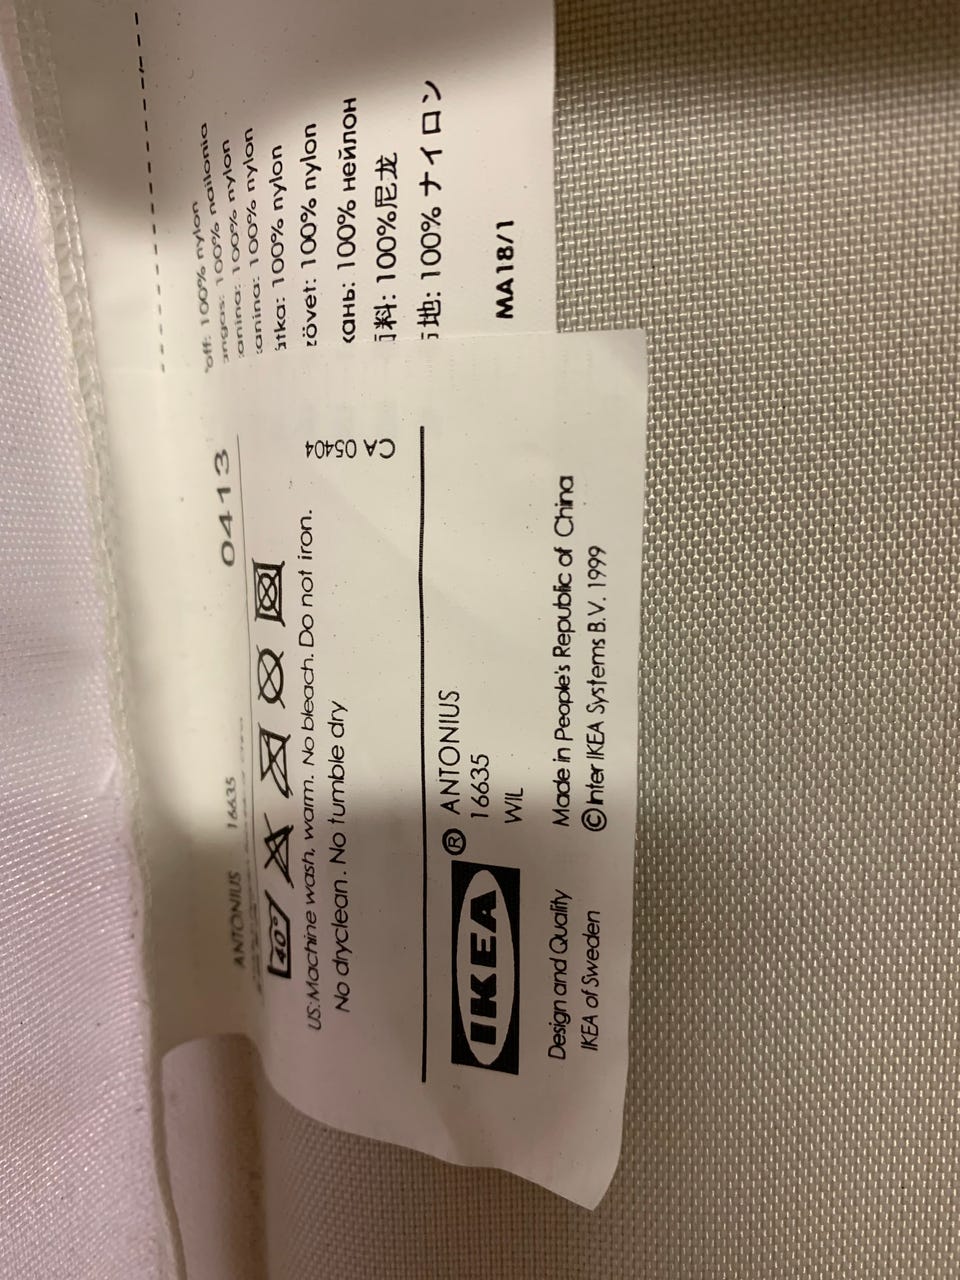 off: 100% nylon
angas: 100% nailonia
anina: 100% nylon
anina: 100% nylon
átka: 100% nylon
zövet: 100% nylon
кань: 100% нейлон
料: 100%尼龙
地: 100% ナイロン
MA18/1
ANTONIUS 16635
0413
40°
US:Machine wash, warm. No bleach. Do not iron.
No dryclean. No tumble dry
CA
05404
IKEA ® ANTONIUS
16635
WIL
Design and Quality
IKEA of Sweden
Made in People's Republic of China
© Inter IKEA Systems B.V. 1999